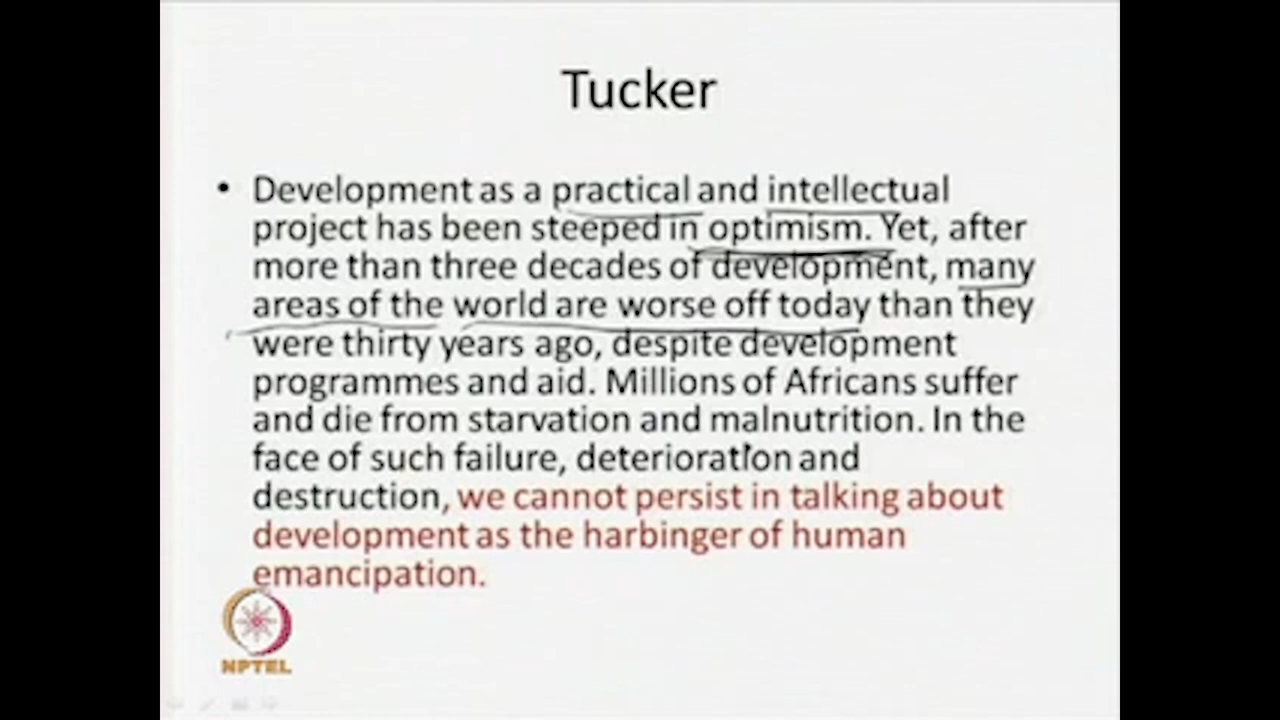 Tucker
• Development as a practical and intellectual
project has been steeped in optimism. Yet, after
more than three decades of development, many
areas of the world are worse off today than they
were thirty years ago, despite development
programmes and aid. Millions of Africans suffer
and die from starvation and malnutrition. In the
face of such failure, deterioration and
destruction, we cannot persist in talking about
development as the harbinger of human
emancipation.
NPTEL